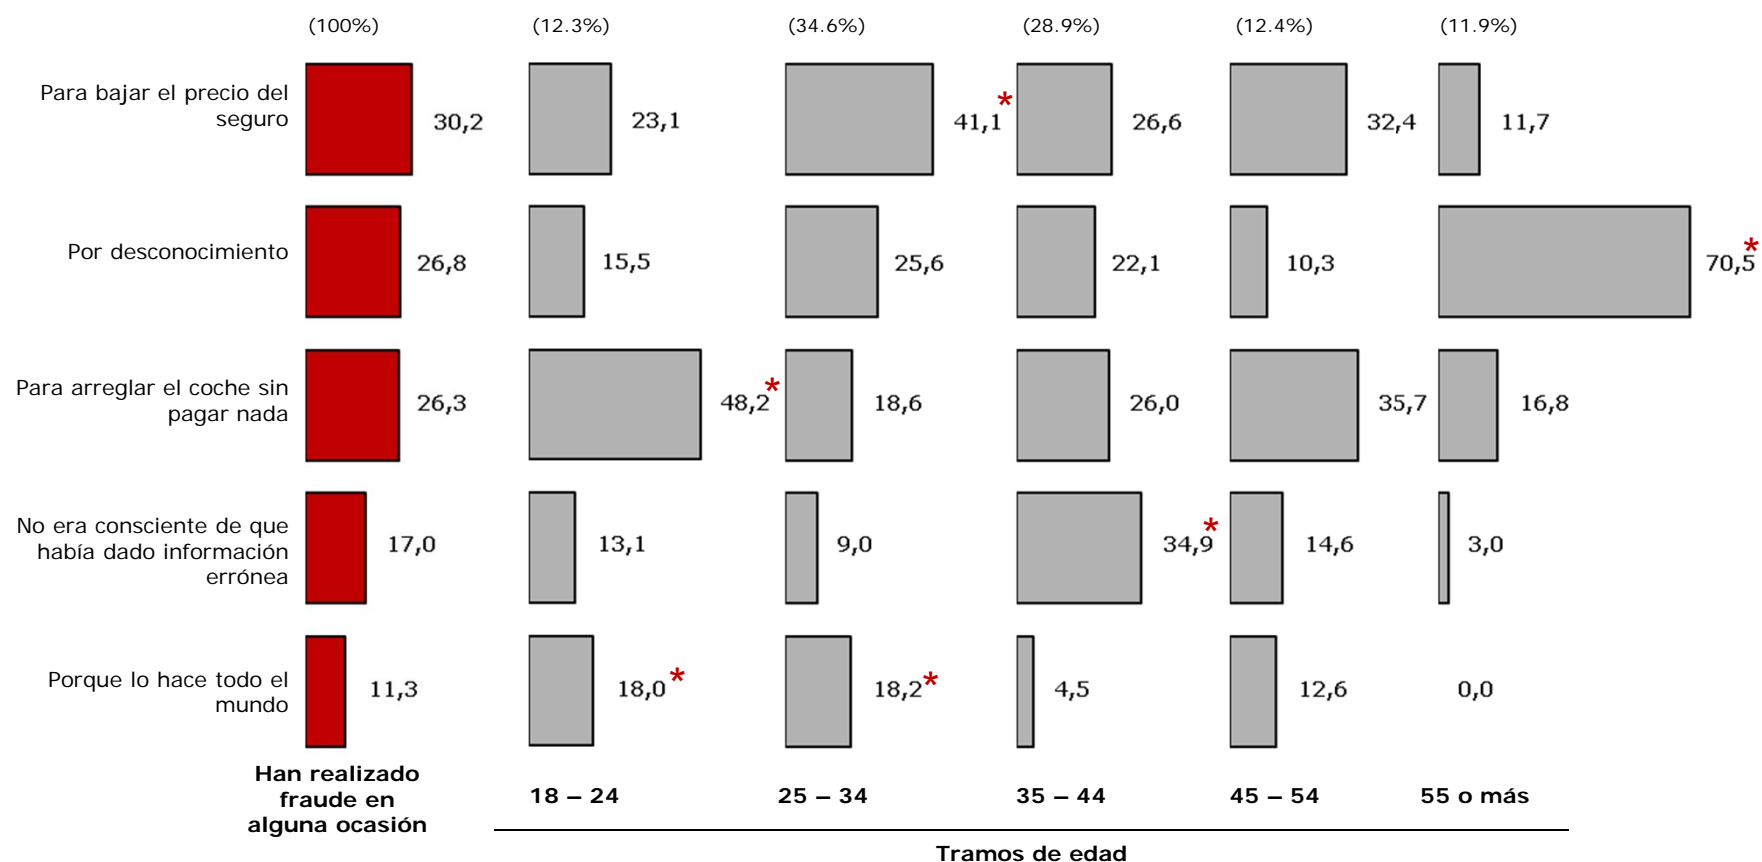 (100%) (12.3%) (34.6%) (28.9%) (12.4%) (11.9%)
Para bajar el precio del
seguro
30,2 23,1 41,1* 26,6 32,4 11,7
Por desconocimiento
26,8 15,5 25,6 22,1 10,3 70,5*
Para arreglar el coche sin
pagar nada
26,3 48,2* 18,6 26,0 35,7 16,8
No era consciente de que
había dado información
errónea
17,0 13,1 9,0 34,9* 14,6 3,0
Porque lo hace todo el
mundo
11,3 18,0* 18,2* 4,5 12,6 0,0
Han realizado
fraude en
alguna ocasión
18 – 24 25 – 34 35 – 44 45 – 54 55 o más
Tramos de edad